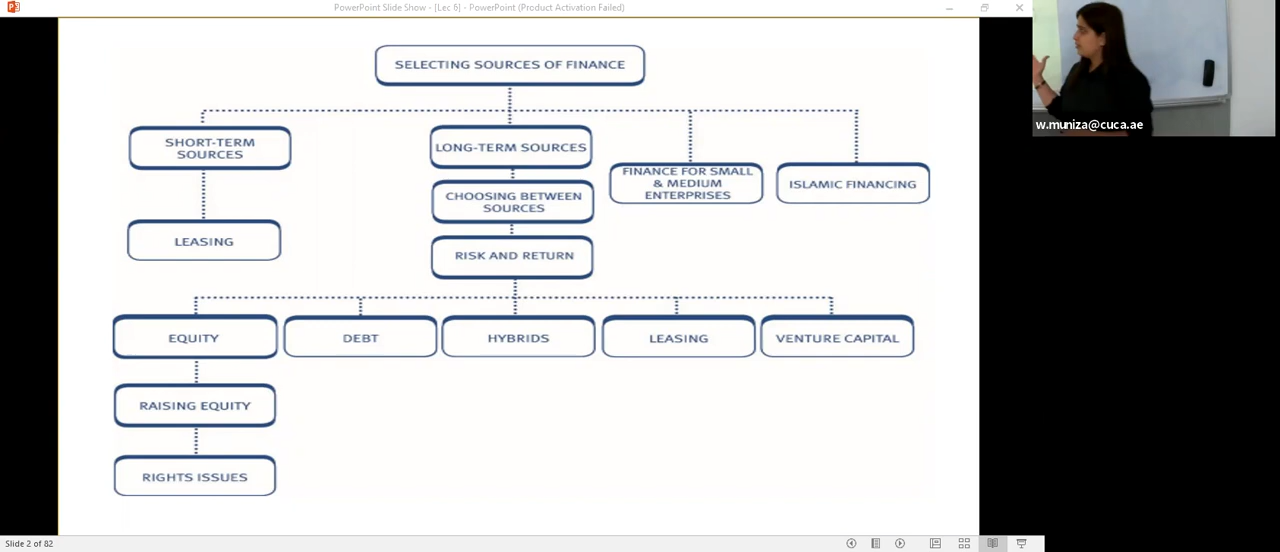 PowerPoint Slide Show - [Lec 6] - PowerPoint (Product Activation Failed)
w.muniza@cuca.ae
SELECTING SOURCES OF FINANCE
SHORT-TERM
SOURCES
LONG-TERM SOURCES
FINANCE FOR SMALL
& MEDIUM
ENTERPRISES
ISLAMIC FINANCING
CHOOSING BETWEEN
SOURCES
LEASING
RISK AND RETURN
EQUITY
DEBT
HYBRIDS
LEASING
VENTURE CAPITAL
RAISING EQUITY
RIGHTS ISSUES
Slide 2 of 82